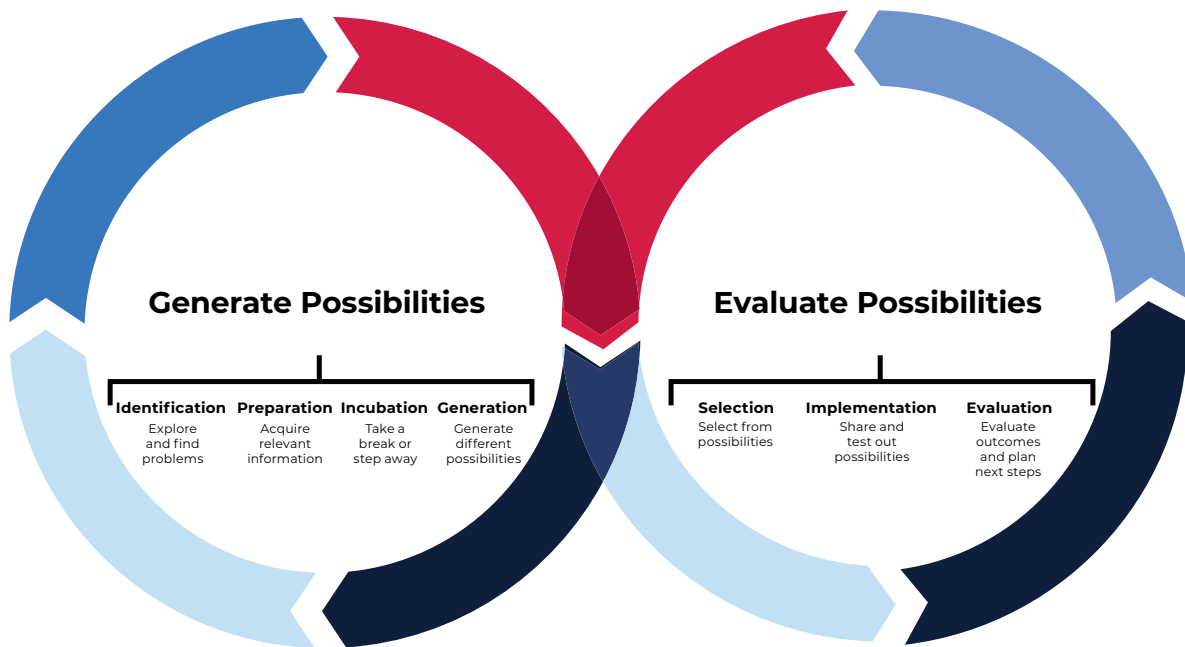 Generate Possibilities
Identification
Explore
and find
problems
Preparation
Acquire
relevant
information
Incubation
Take a
break or
step away
Generation
Generate
different
possibilities
Evaluate Possibilities
Selection
Select from
possibilities
Implementation
Share and
test out
possibilities
Evaluation
Evaluate
outcomes
and plan
next steps